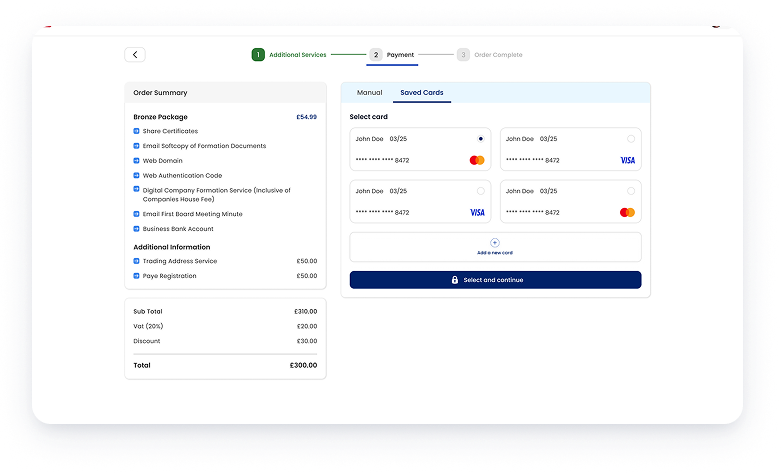 1 Additional Services 2 Payment 3 Order Complete
Order Summary
Bronze Package £54.99
Share Certificates
Email Softcopy of Formation Documents
Web Domain
Web Authentication Code
Digital Company Formation Service (Inclusive of
Companies House Fee)
Email First Board Meeting Minute
Business Bank Account
Additional Information
Trading Address Service £50.00
Paye Registration £50.00
Sub Total £310.00
Vat (20%) £20.00
Discount £30.00
Total £300.00
Manual Saved Cards
Select card
John Doe 03/25
**** **** **** 8472
John Doe 03/25
**** **** **** 8472 VISA
John Doe 03/25
**** **** **** 8472 VISA
John Doe 03/25
**** **** **** 8472
Add a new card
Select and continue